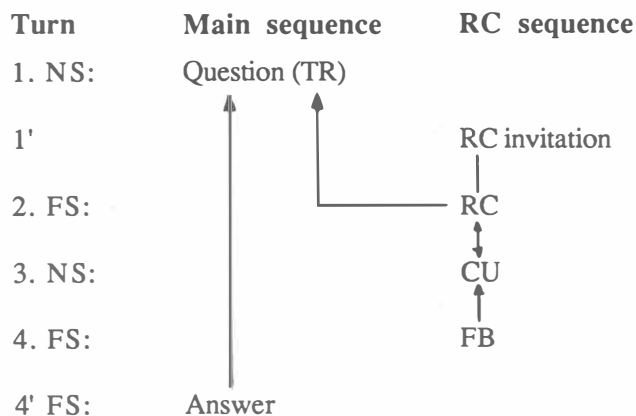 Turn Main sequence RC sequence
1. NS: Question (TR)
1' RC invitation
2. FS: RC
3. NS: CU
4. FS: FB
4' FS: Answer